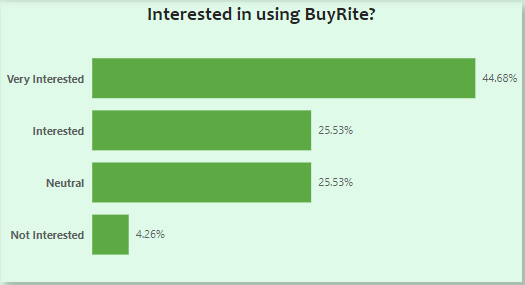 Interested in using BuyRite?
Very Interested 44.68%
Interested 25.53%
Neutral 25.53%
Not Interested 4.26%